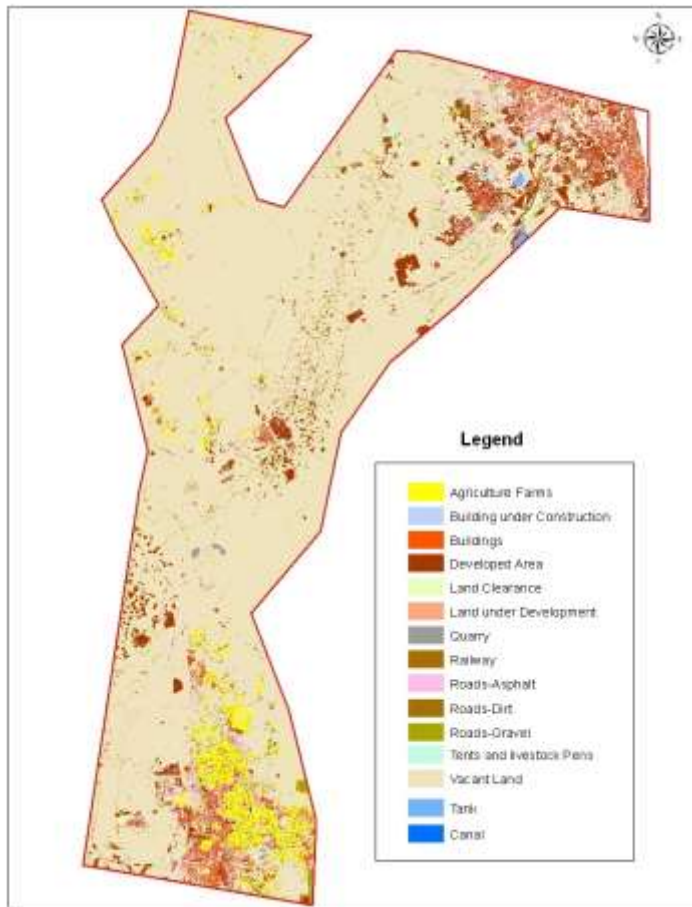 Legend
Agriculture Farms
Building under Construction
Buildings
Developed Area
Land Clearance
Land under Development
Quarry
Railway
Roads-Asphalt
Roads-Dirt
Roads-Gravel
Tents and livestock Pens
Vacant Land
Tank
Canal